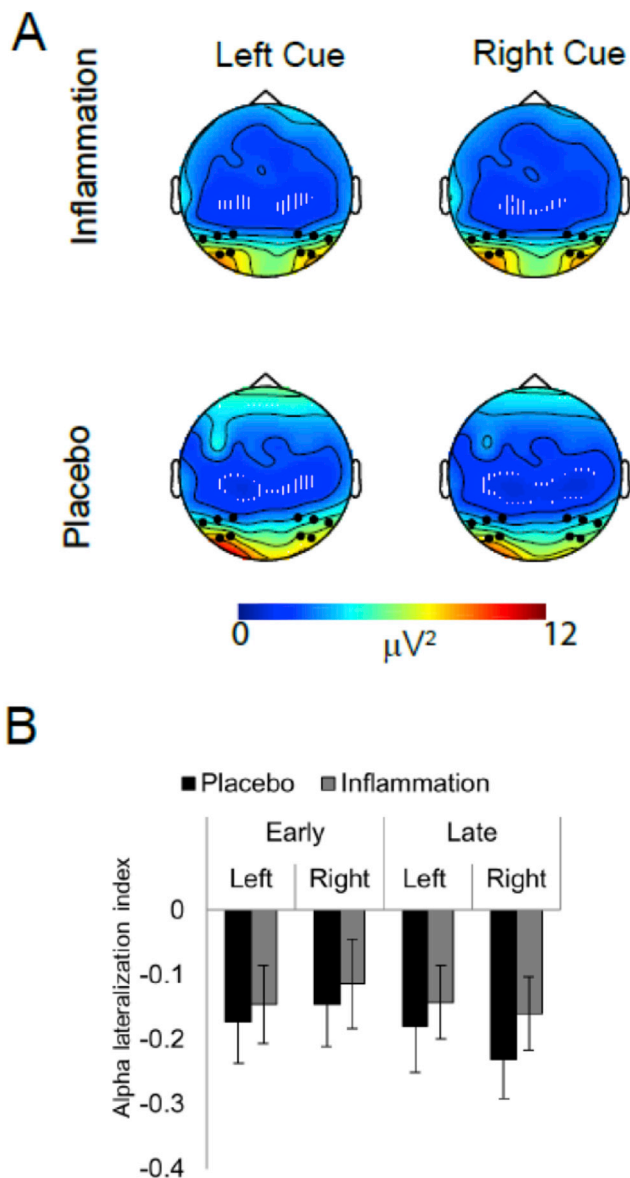 A
Left Cue Right Cue
Inflammation
Placebo
0 12
μV²
B
Placebo Inflammation
Early Late
Left Right Left Right
Alpha lateralization index
0
-0.1
-0.2
-0.3
-0.4